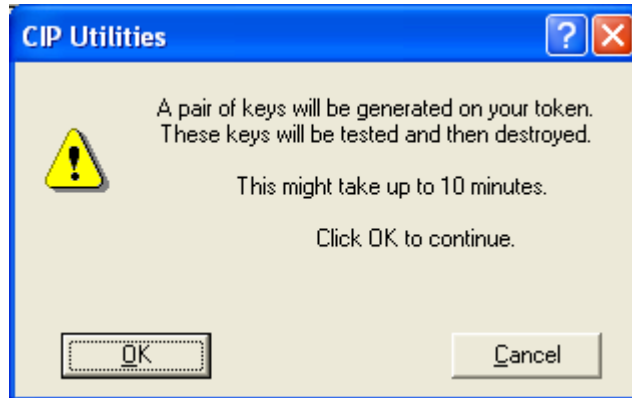 CIP Utilities
A pair of keys will be generated on your token.
These keys will be tested and then destroyed.
This might take up to 10 minutes.
Click OK to continue.
OK
Cancel